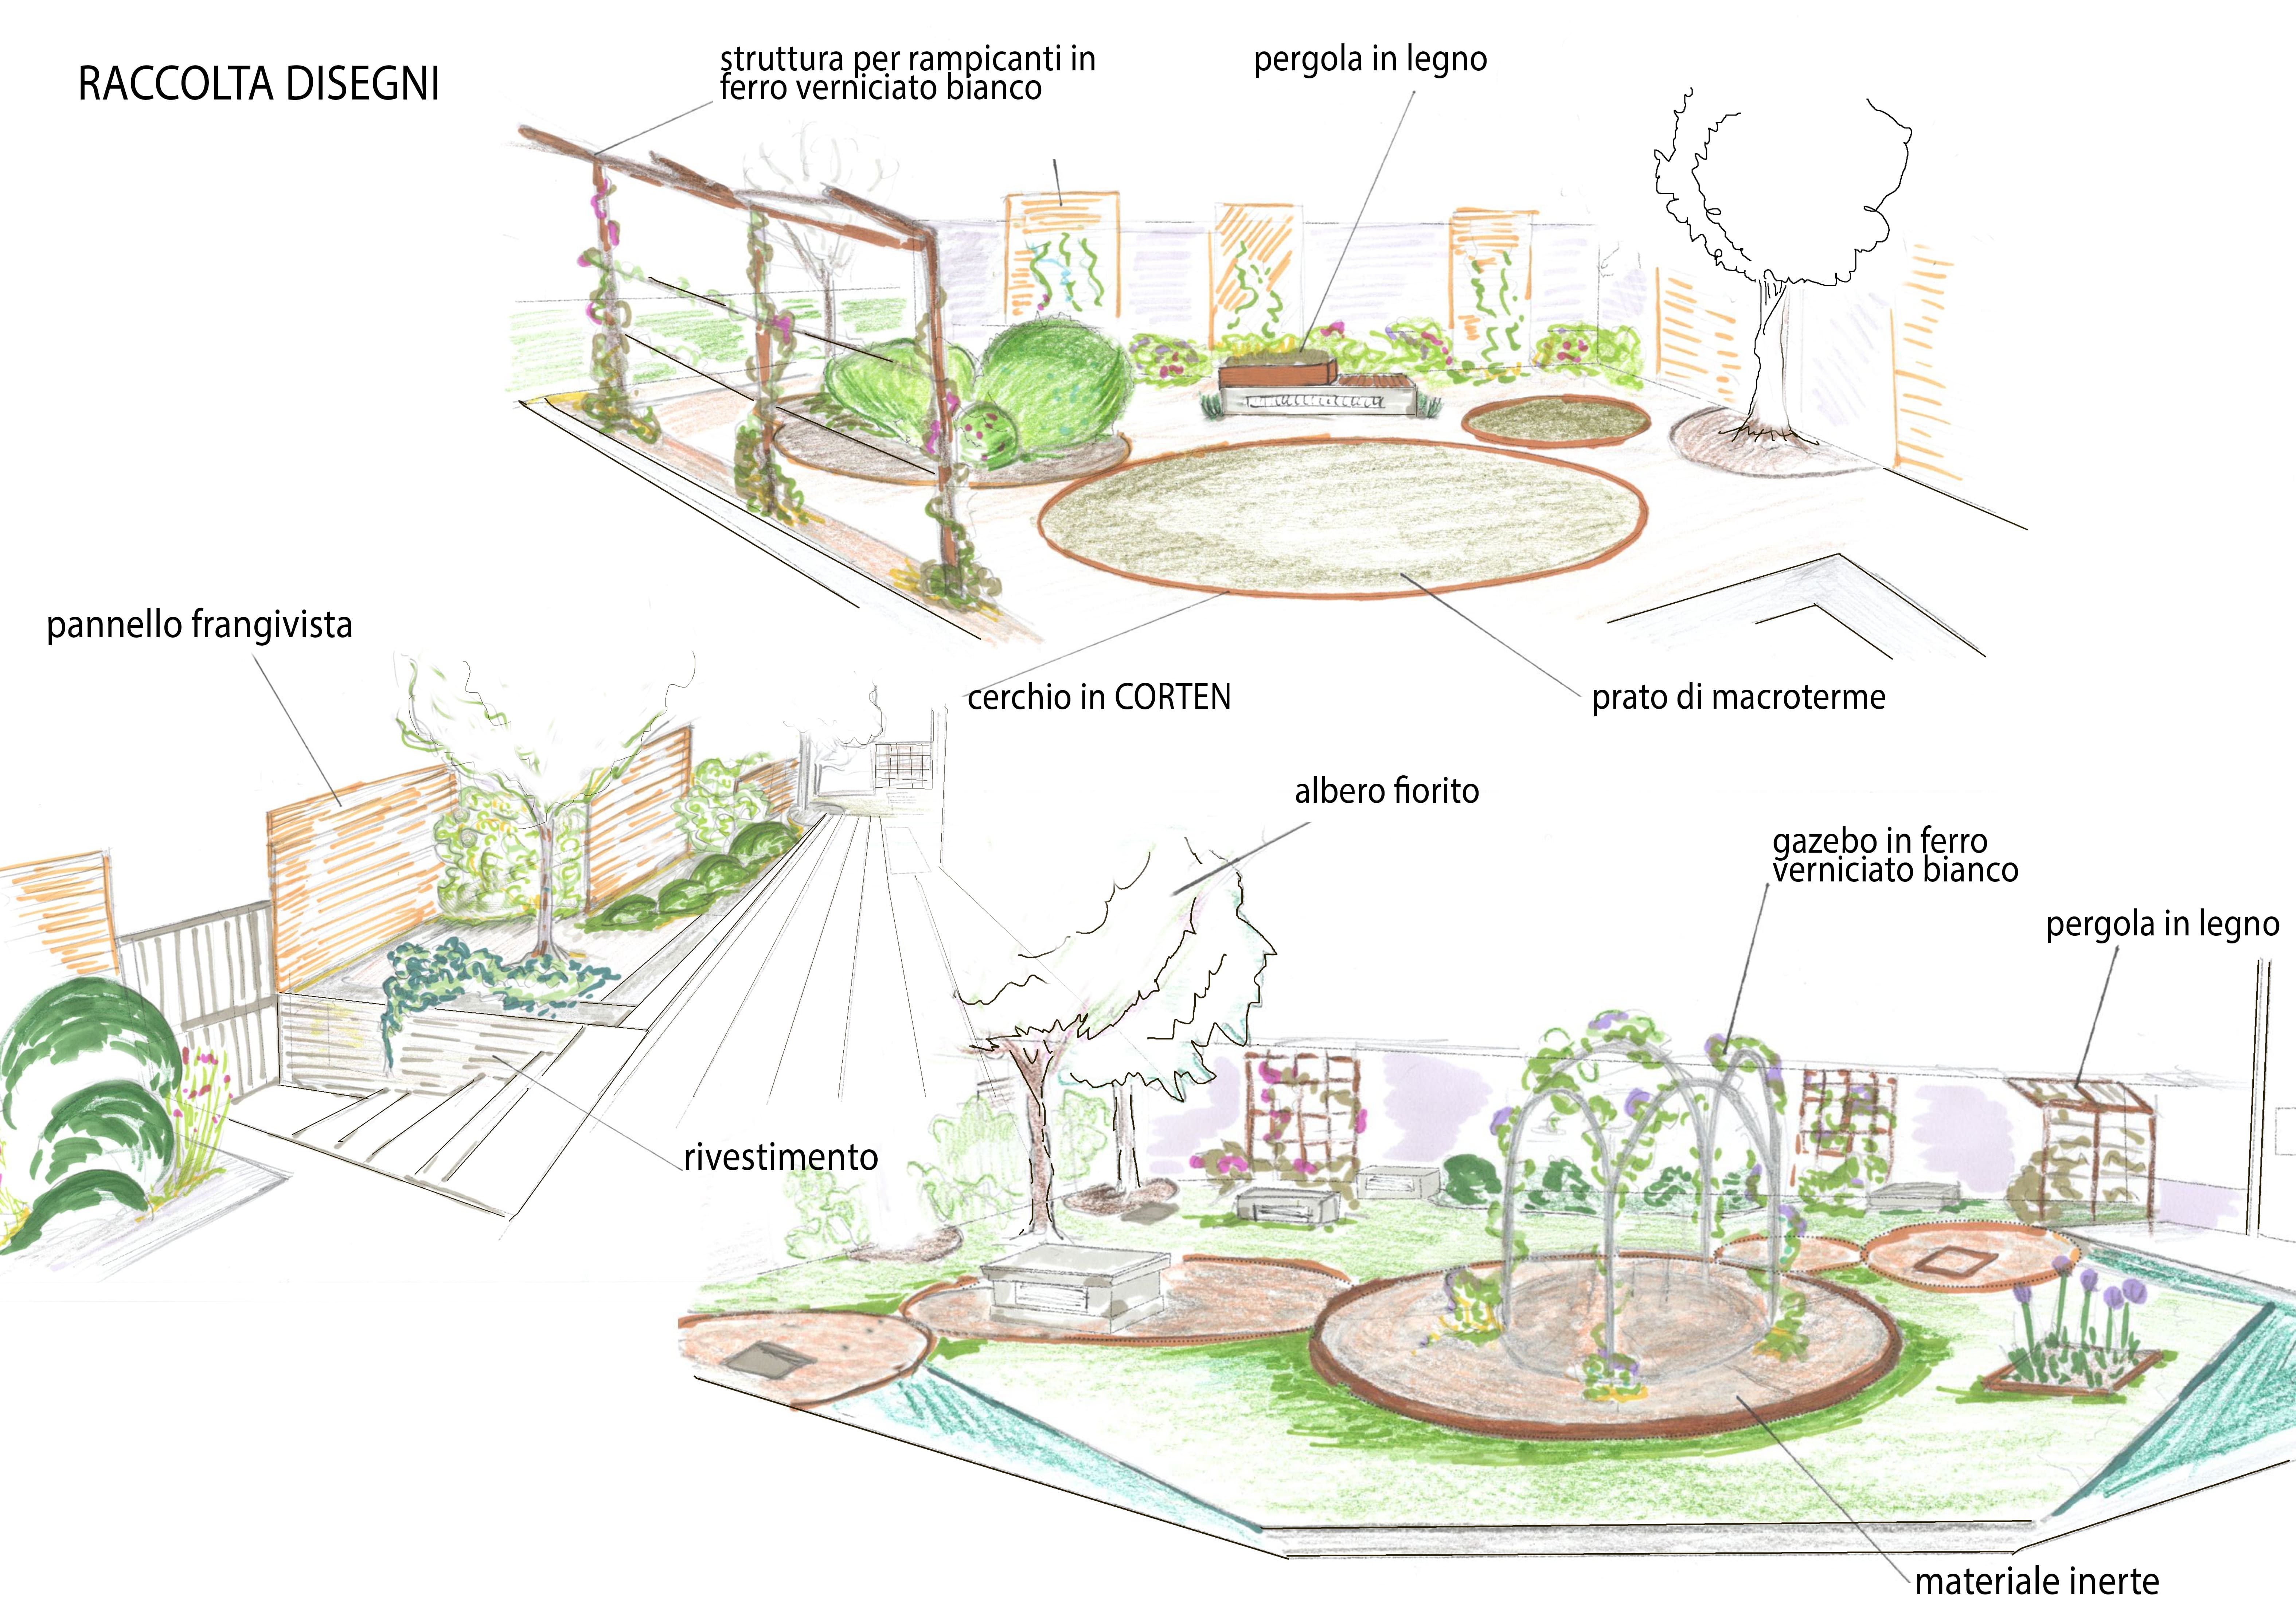 RACCOLTA DISEGNI
struttura per rampicanti in
ferro verniciato bianco
pergola in legno
pannello frangivista
cerchio in CORTEN
prato di macroterme
albero fiorito
gazebo in ferro
verniciato bianco
pergola in legno
rivestimento
materiale inerte